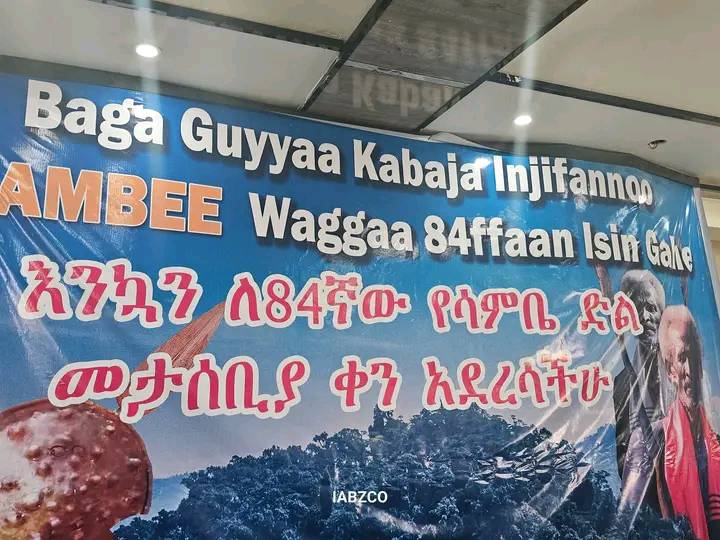 Baga Guyyaa Kabaja Injifannoo
AMBEE Waggaa 84ffaan Isin Gahe
እንኳን ለ84ኛው የሳምቤ ድል
መታሰቢያ ቀን አደረሳችሁ
IABZCO